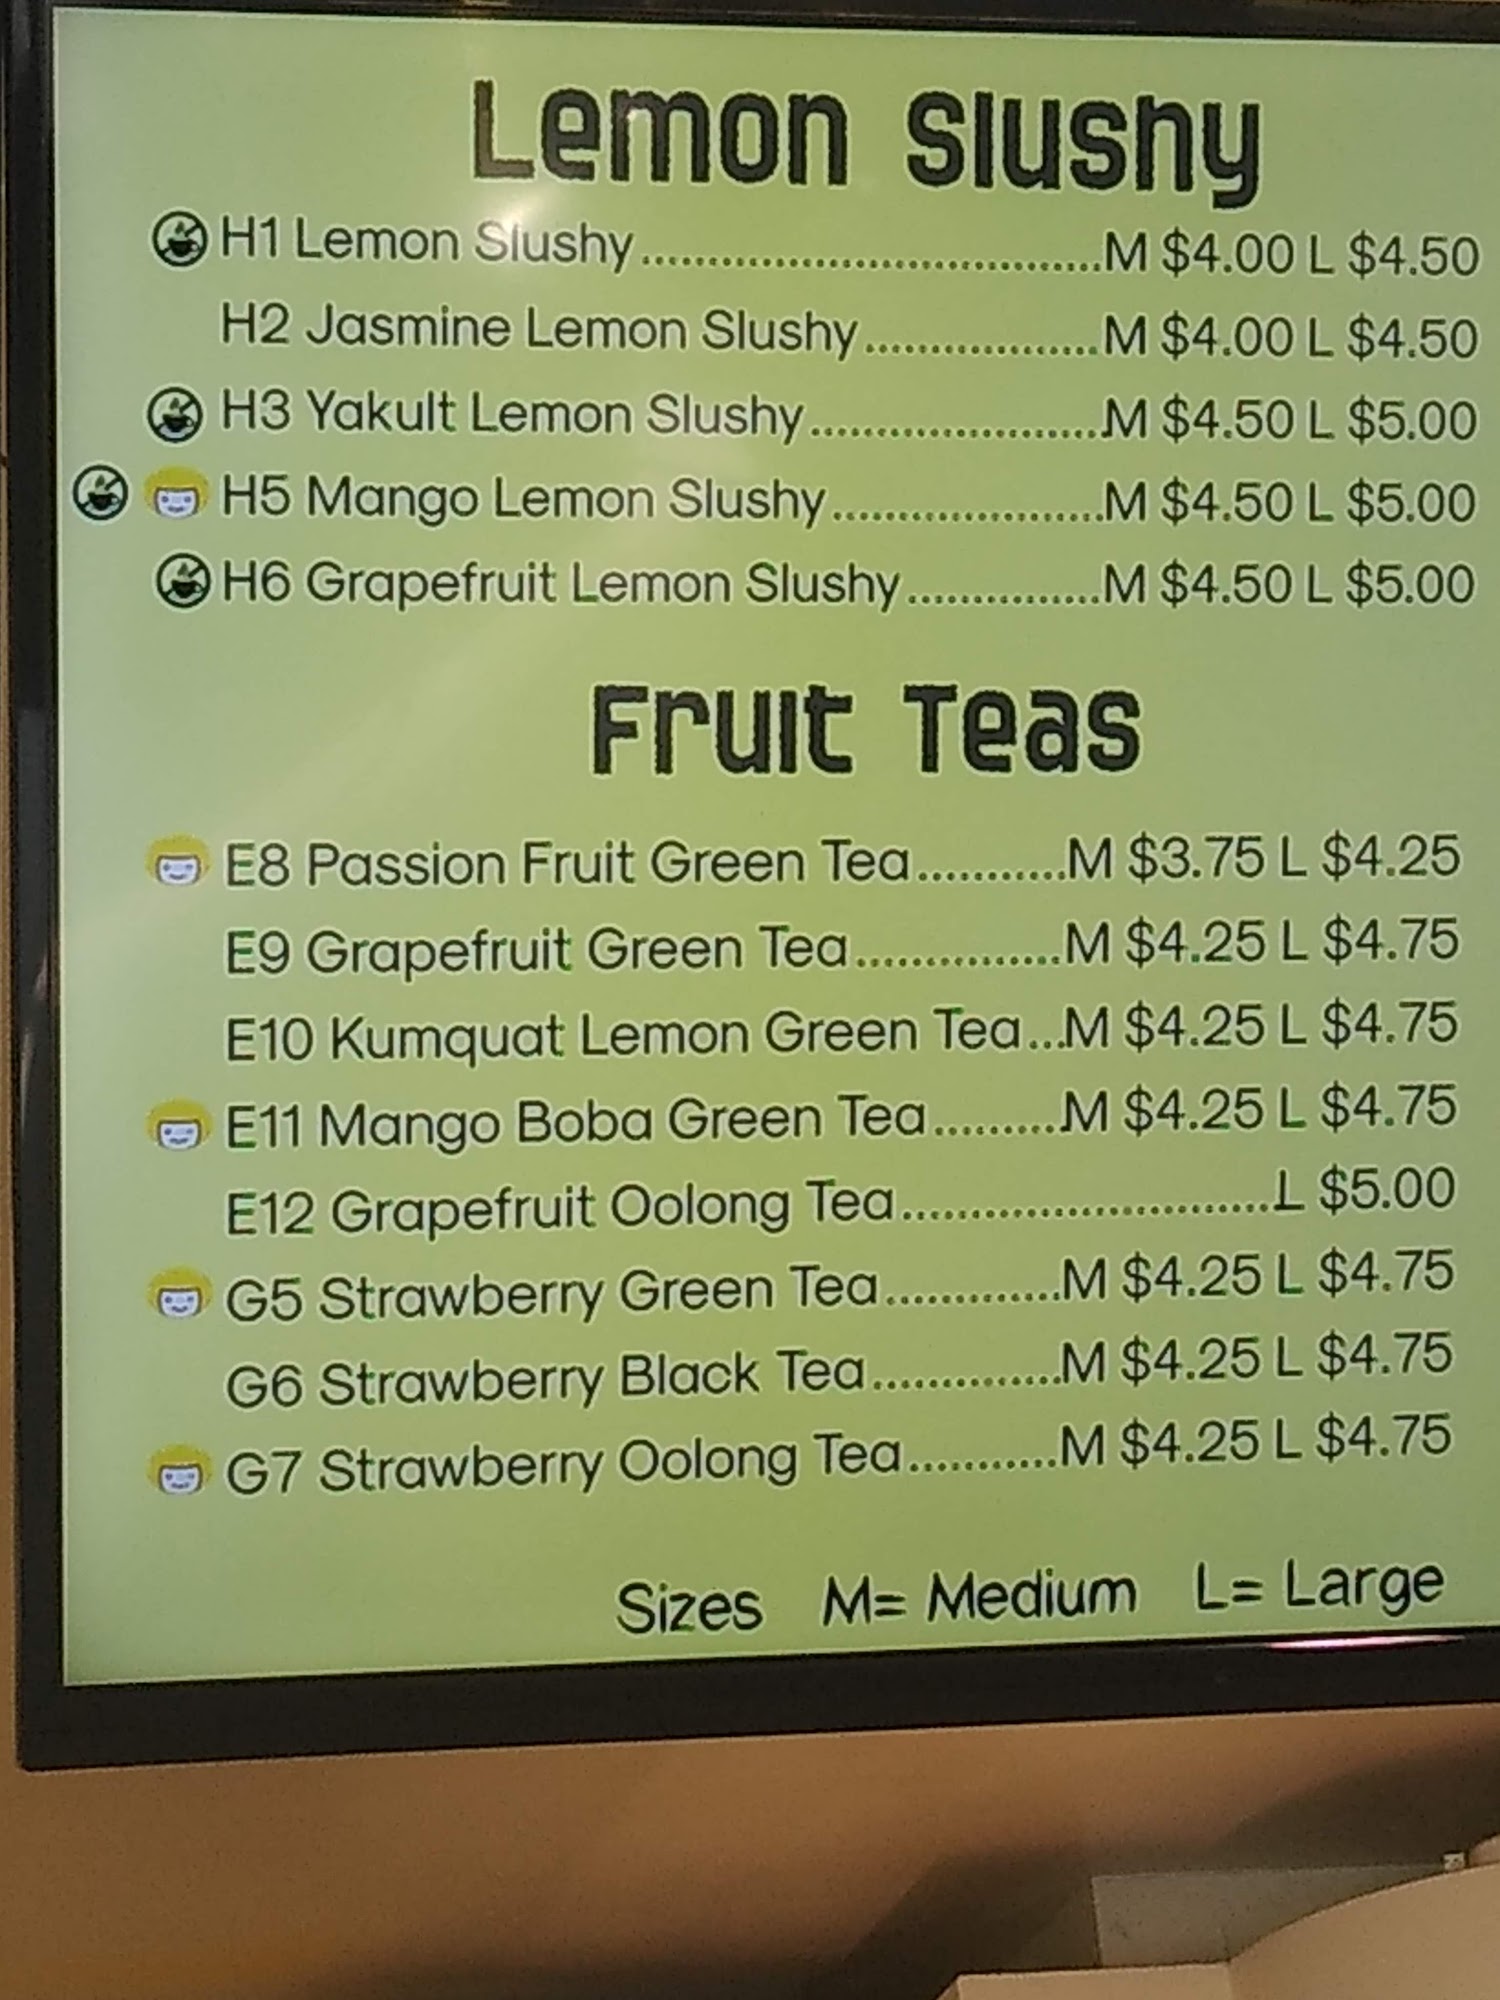 Lemon Slushy
H1 Lemon Slushy...................................M $4.00 L $4.50
H2 Jasmine Lemon Slushy..................M $4.00 L $4.50
H3 Yakult Lemon Slushy......................M $4.50 L $5.00
H5 Mango Lemon Slushy.....................M $4.50 L $5.00
H6 Grapefruit Lemon Slushy...............M $4.50 L $5.00
Fruit Teas
E8 Passion Fruit Green Tea...........M $3.75 L $4.25
E9 Grapefruit Green Tea...............M $4.25 L $4.75
E10 Kumquat Lemon Green Tea...M $4.25 L $4.75
E11 Mango Boba Green Tea.........M $4.25 L $4.75
E12 Grapefruit Oolong Tea...........................L $5.00
G5 Strawberry Green Tea.............M $4.25 L $4.75
G6 Strawberry Black Tea..............M $4.25 L $4.75
G7 Strawberry Oolong Tea...........M $4.25 L $4.75
Sizes M= Medium L= Large